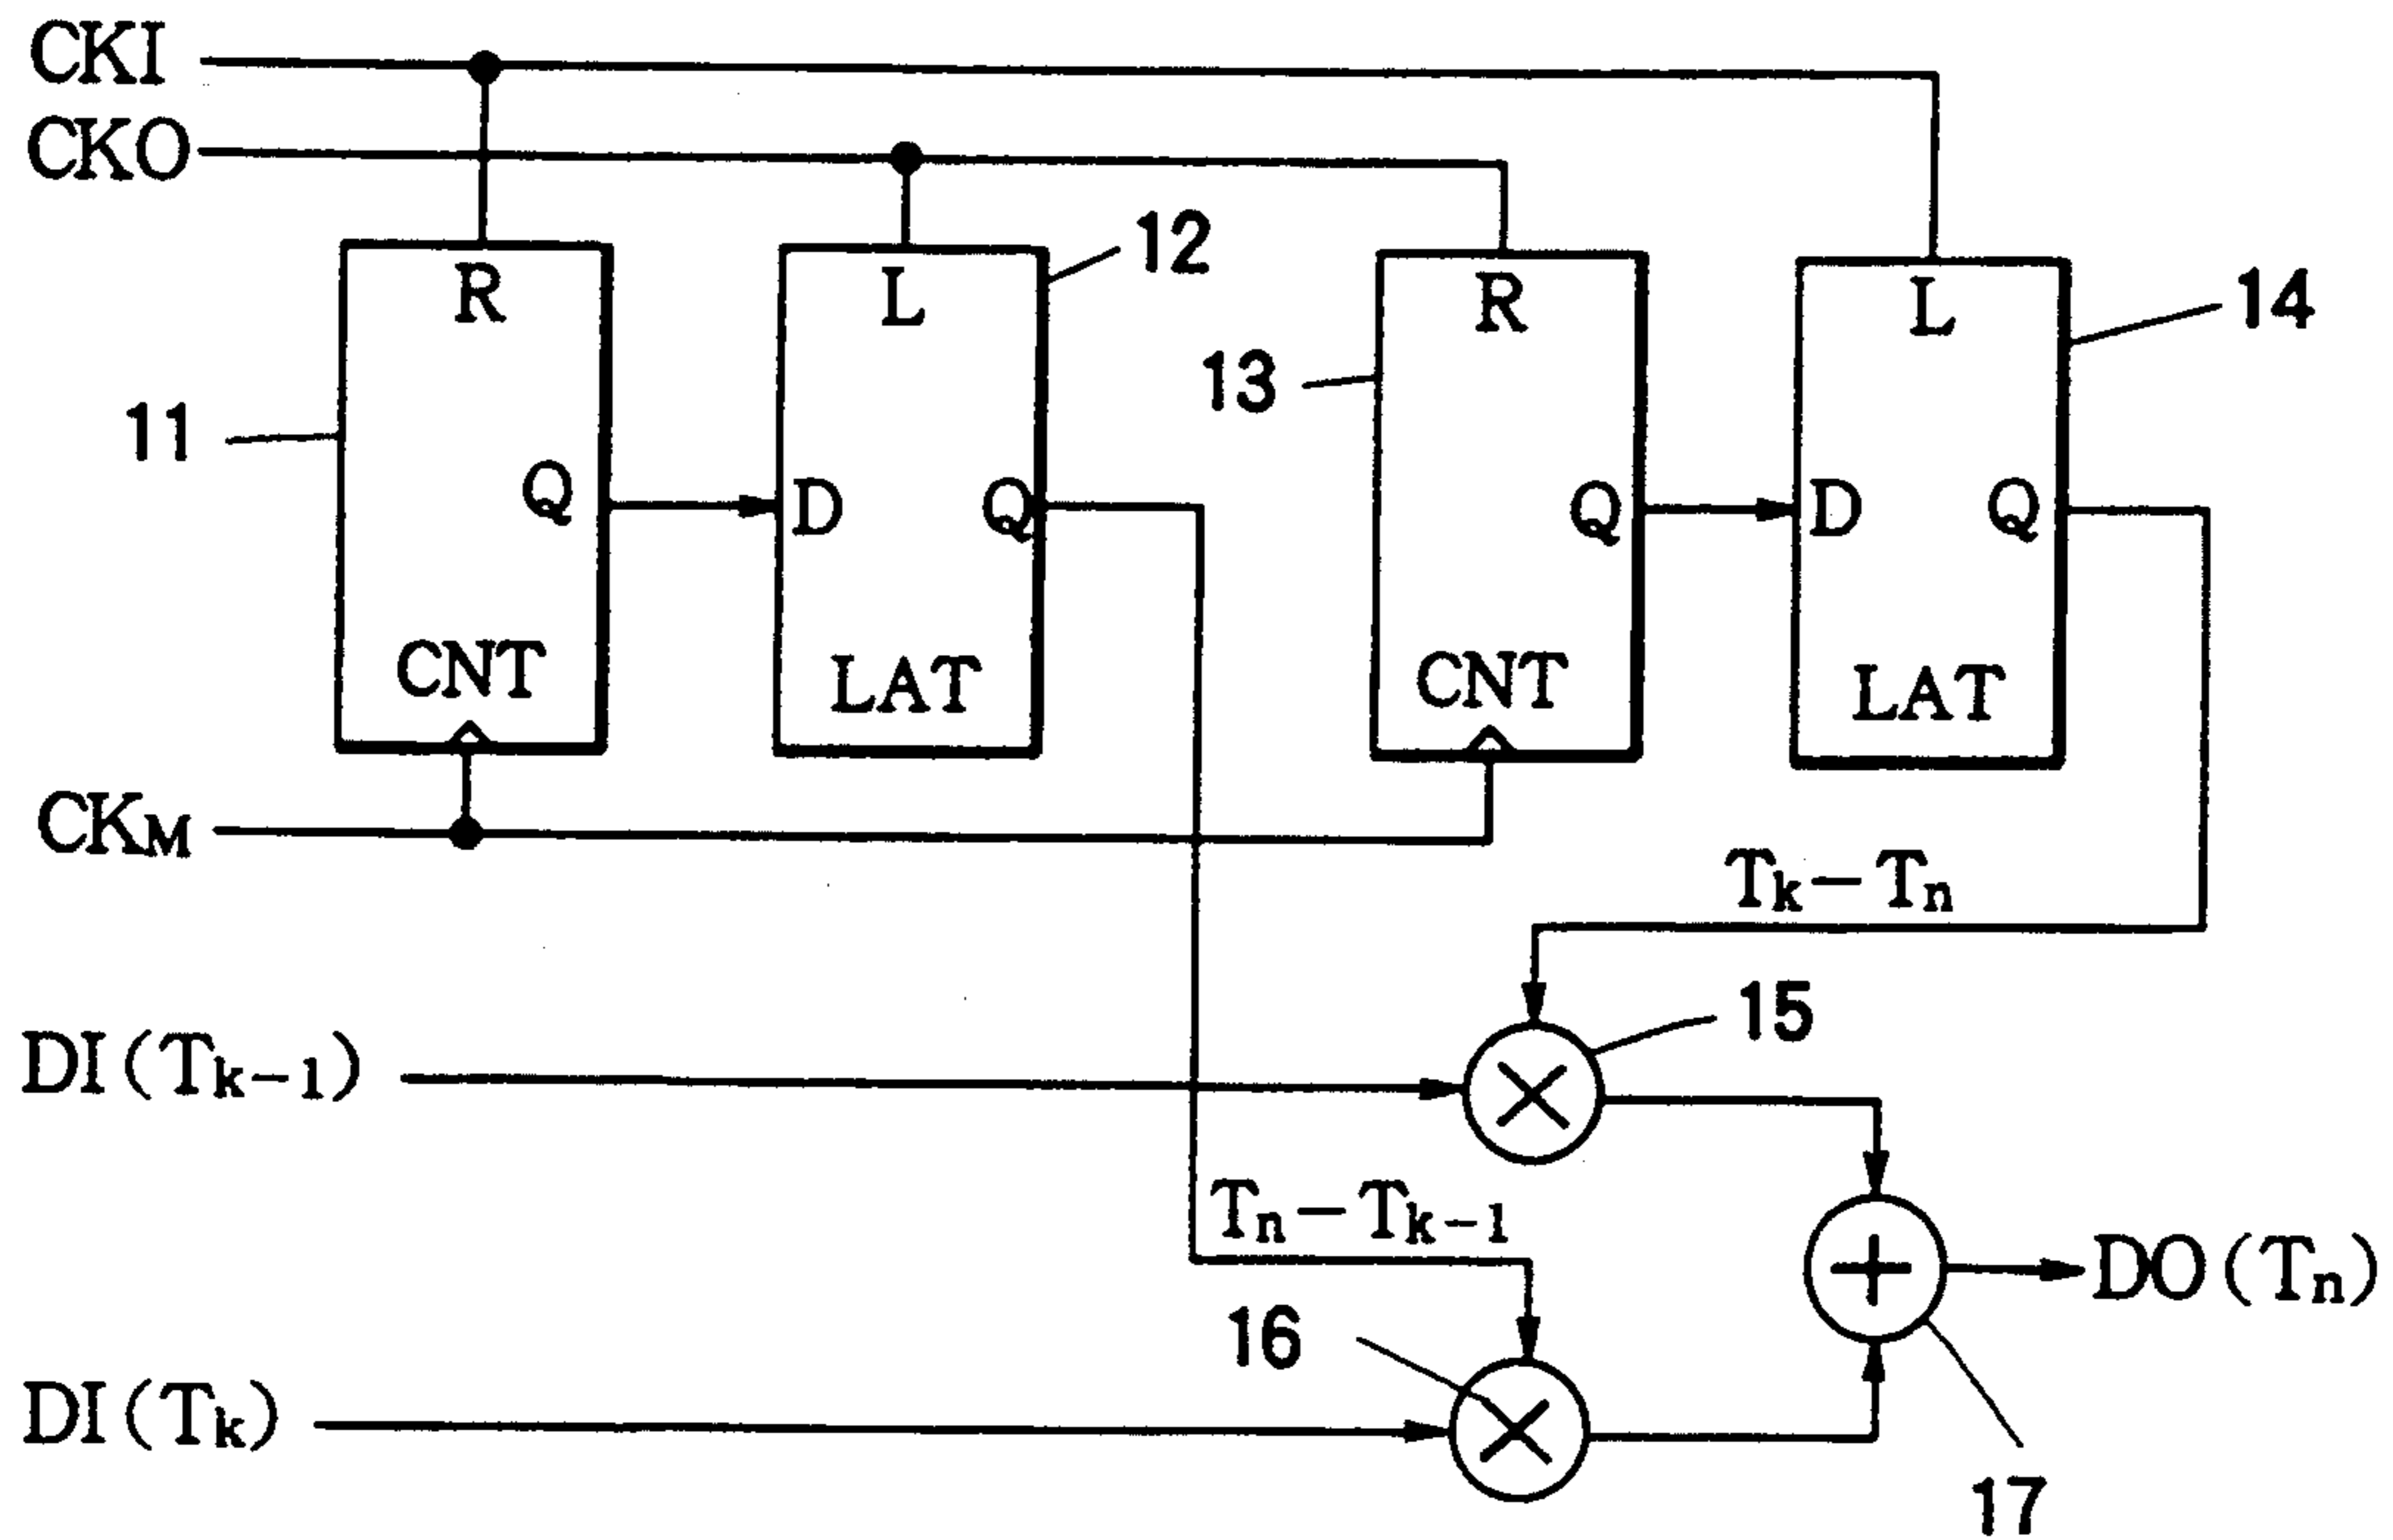 CKI
CKO
R
L
12
R
L
14
11
13
Q
D
Q
Q
D
Q
CNT
LAT
CNT
LAT
CKM
Tk−Tn
DI(Tk−1)
15
Tn−Tk−1
DO(Tn)
16
DI(Tk)
17